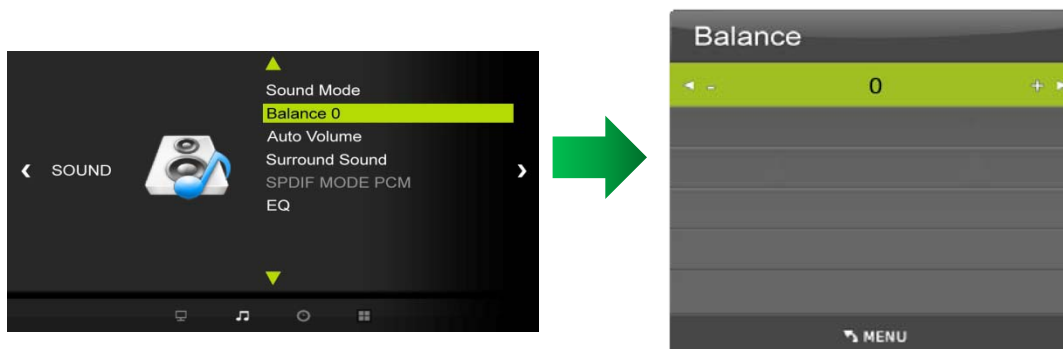 SOUND
Sound Mode
Balance 0
Auto Volume
Surround Sound
SPDIF MODE PCM
EQ
Balance
- 0 +
MENU